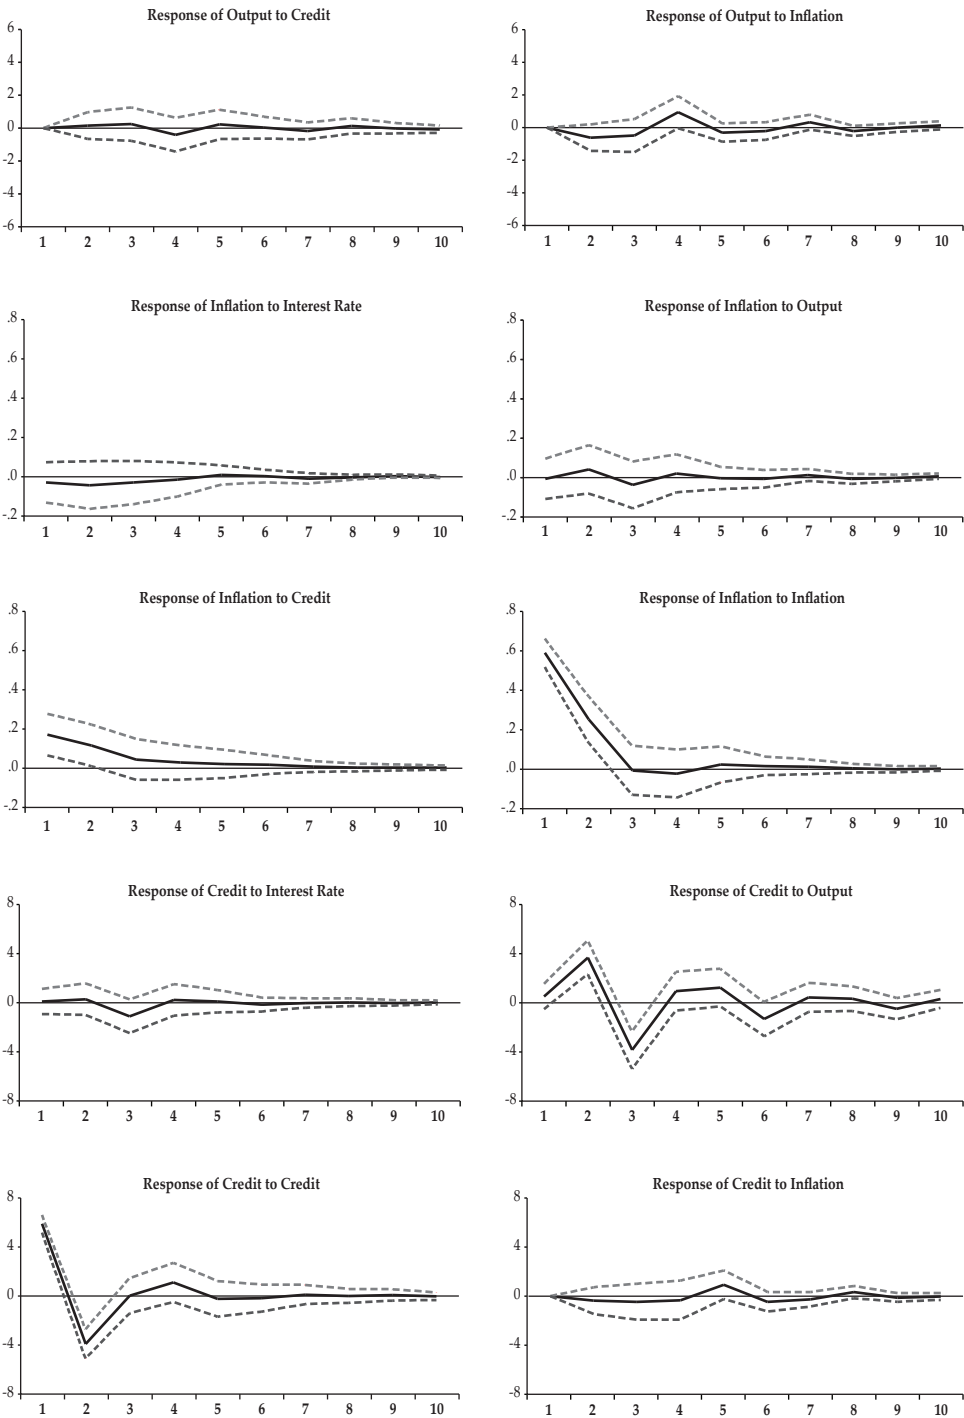 Response of Output to Credit
6
4
2
0
-2
-4
-6
1 2 3 4 5 6 7 8 9 10
Response of Output to Inflation
6
4
2
0
-2
-4
-6
1 2 3 4 5 6 7 8 9 10
Response of Inflation to Interest Rate
.8
.6
.4
.2
.0
-.2
1 2 3 4 5 6 7 8 9 10
Response of Inflation to Output
.8
.6
.4
.2
.0
-.2
1 2 3 4 5 6 7 8 9 10
Response of Inflation to Credit
.8
.6
.4
.2
.0
-.2
1 2 3 4 5 6 7 8 9 10
Response of Inflation to Inflation
.8
.6
.4
.2
.0
-.2
1 2 3 4 5 6 7 8 9 10
Response of Credit to Interest Rate
8
4
0
-4
-8
1 2 3 4 5 6 7 8 9 10
Response of Credit to Output
8
4
0
-4
-8
1 2 3 4 5 6 7 8 9 10
Response of Credit to Credit
8
4
0
-4
-8
1 2 3 4 5 6 7 8 9 10
Response of Credit to Inflation
8
4
0
-4
-8
1 2 3 4 5 6 7 8 9 10